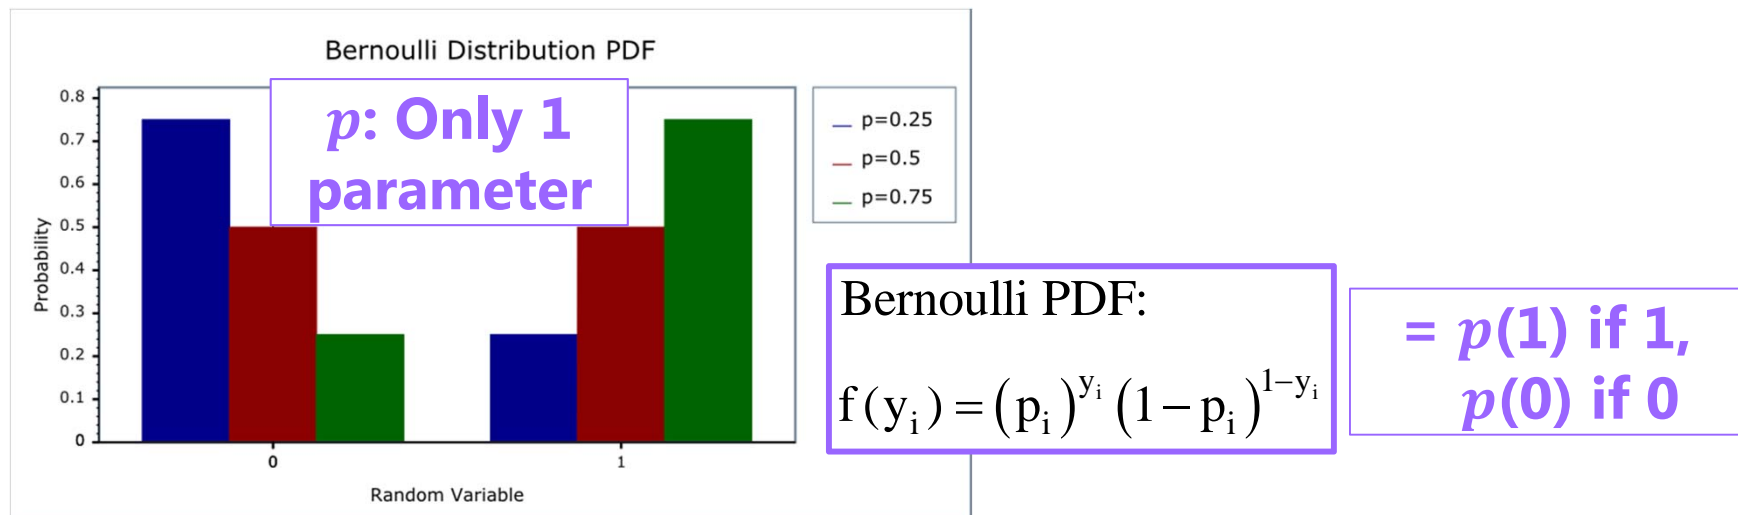 Bernoulli Distribution PDF
p: Only 1
parameter
0.8
0.7
0.6
0.5
0.4
0.3
0.2
0.1
0
Probability
0
1
Random Variable
p=0.25
p=0.5
p=0.75
Bernoulli PDF:
f(yᵢ) = (pᵢ)^yᵢ (1−pᵢ)^1−yᵢ
= p(1) if 1,
p(0) if 0